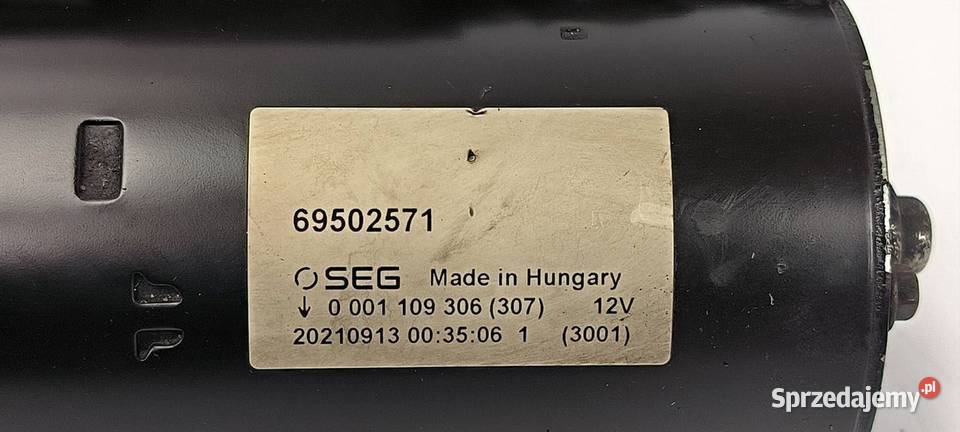 69502571
SEG Made in Hungary
↓ 0 001 109 306 (307) 12V
20210913 00:35:06 1 (3001)
Sprzedajemy.pl